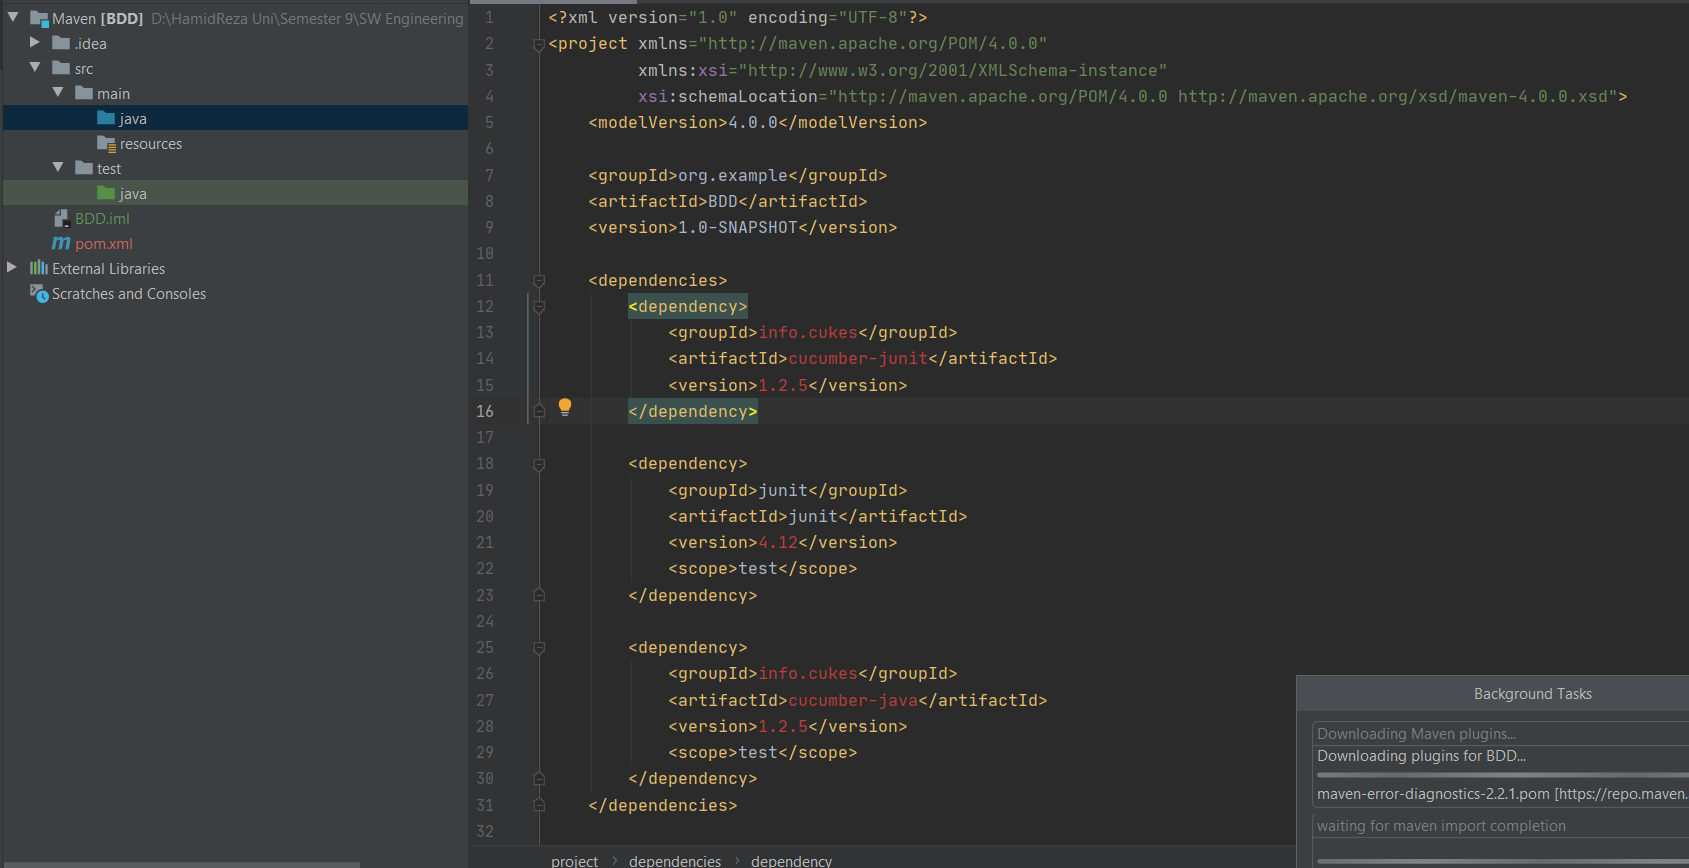 Maven [BDD] D:\HamidReza Uni\Semester 9\SW Engineering
.idea
src
main
java
resources
test
java
BDD.iml
pom.xml
External Libraries
Scratches and Consoles
1 <?xml version="1.0" encoding="UTF-8"?>
2 <project xmlns="http://maven.apache.org/POM/4.0.0"
3 xmlns:xsi="http://www.w3.org/2001/XMLSchema-instance"
4 xsi:schemaLocation="http://maven.apache.org/POM/4.0.0 http://maven.apache.org/xsd/maven-4.0.0.xsd">
5 <modelVersion>4.0.0</modelVersion>
6
7 <groupId>org.example</groupId>
8 <artifactId>BDD</artifactId>
9 <version>1.0-SNAPSHOT</version>
10
11 <dependencies>
12 <dependency>
13 <groupId>info.cukes</groupId>
14 <artifactId>cucumber-junit</artifactId>
15 <version>1.2.5</version>
16 </dependency>
17
18 <dependency>
19 <groupId>junit</groupId>
20 <artifactId>junit</artifactId>
21 <version>4.12</version>
22 <scope>test</scope>
23 </dependency>
24
25 <dependency>
26 <groupId>info.cukes</groupId>
27 <artifactId>cucumber-java</artifactId>
28 <version>1.2.5</version>
29 <scope>test</scope>
30 </dependency>
31 </dependencies>
32
project > dependencies > dependency
Background Tasks
Downloading Maven plugins...
Downloading plugins for BDD...
maven-error-diagnostics-2.2.1.pom [https://repo.maven.
waiting for maven import completion